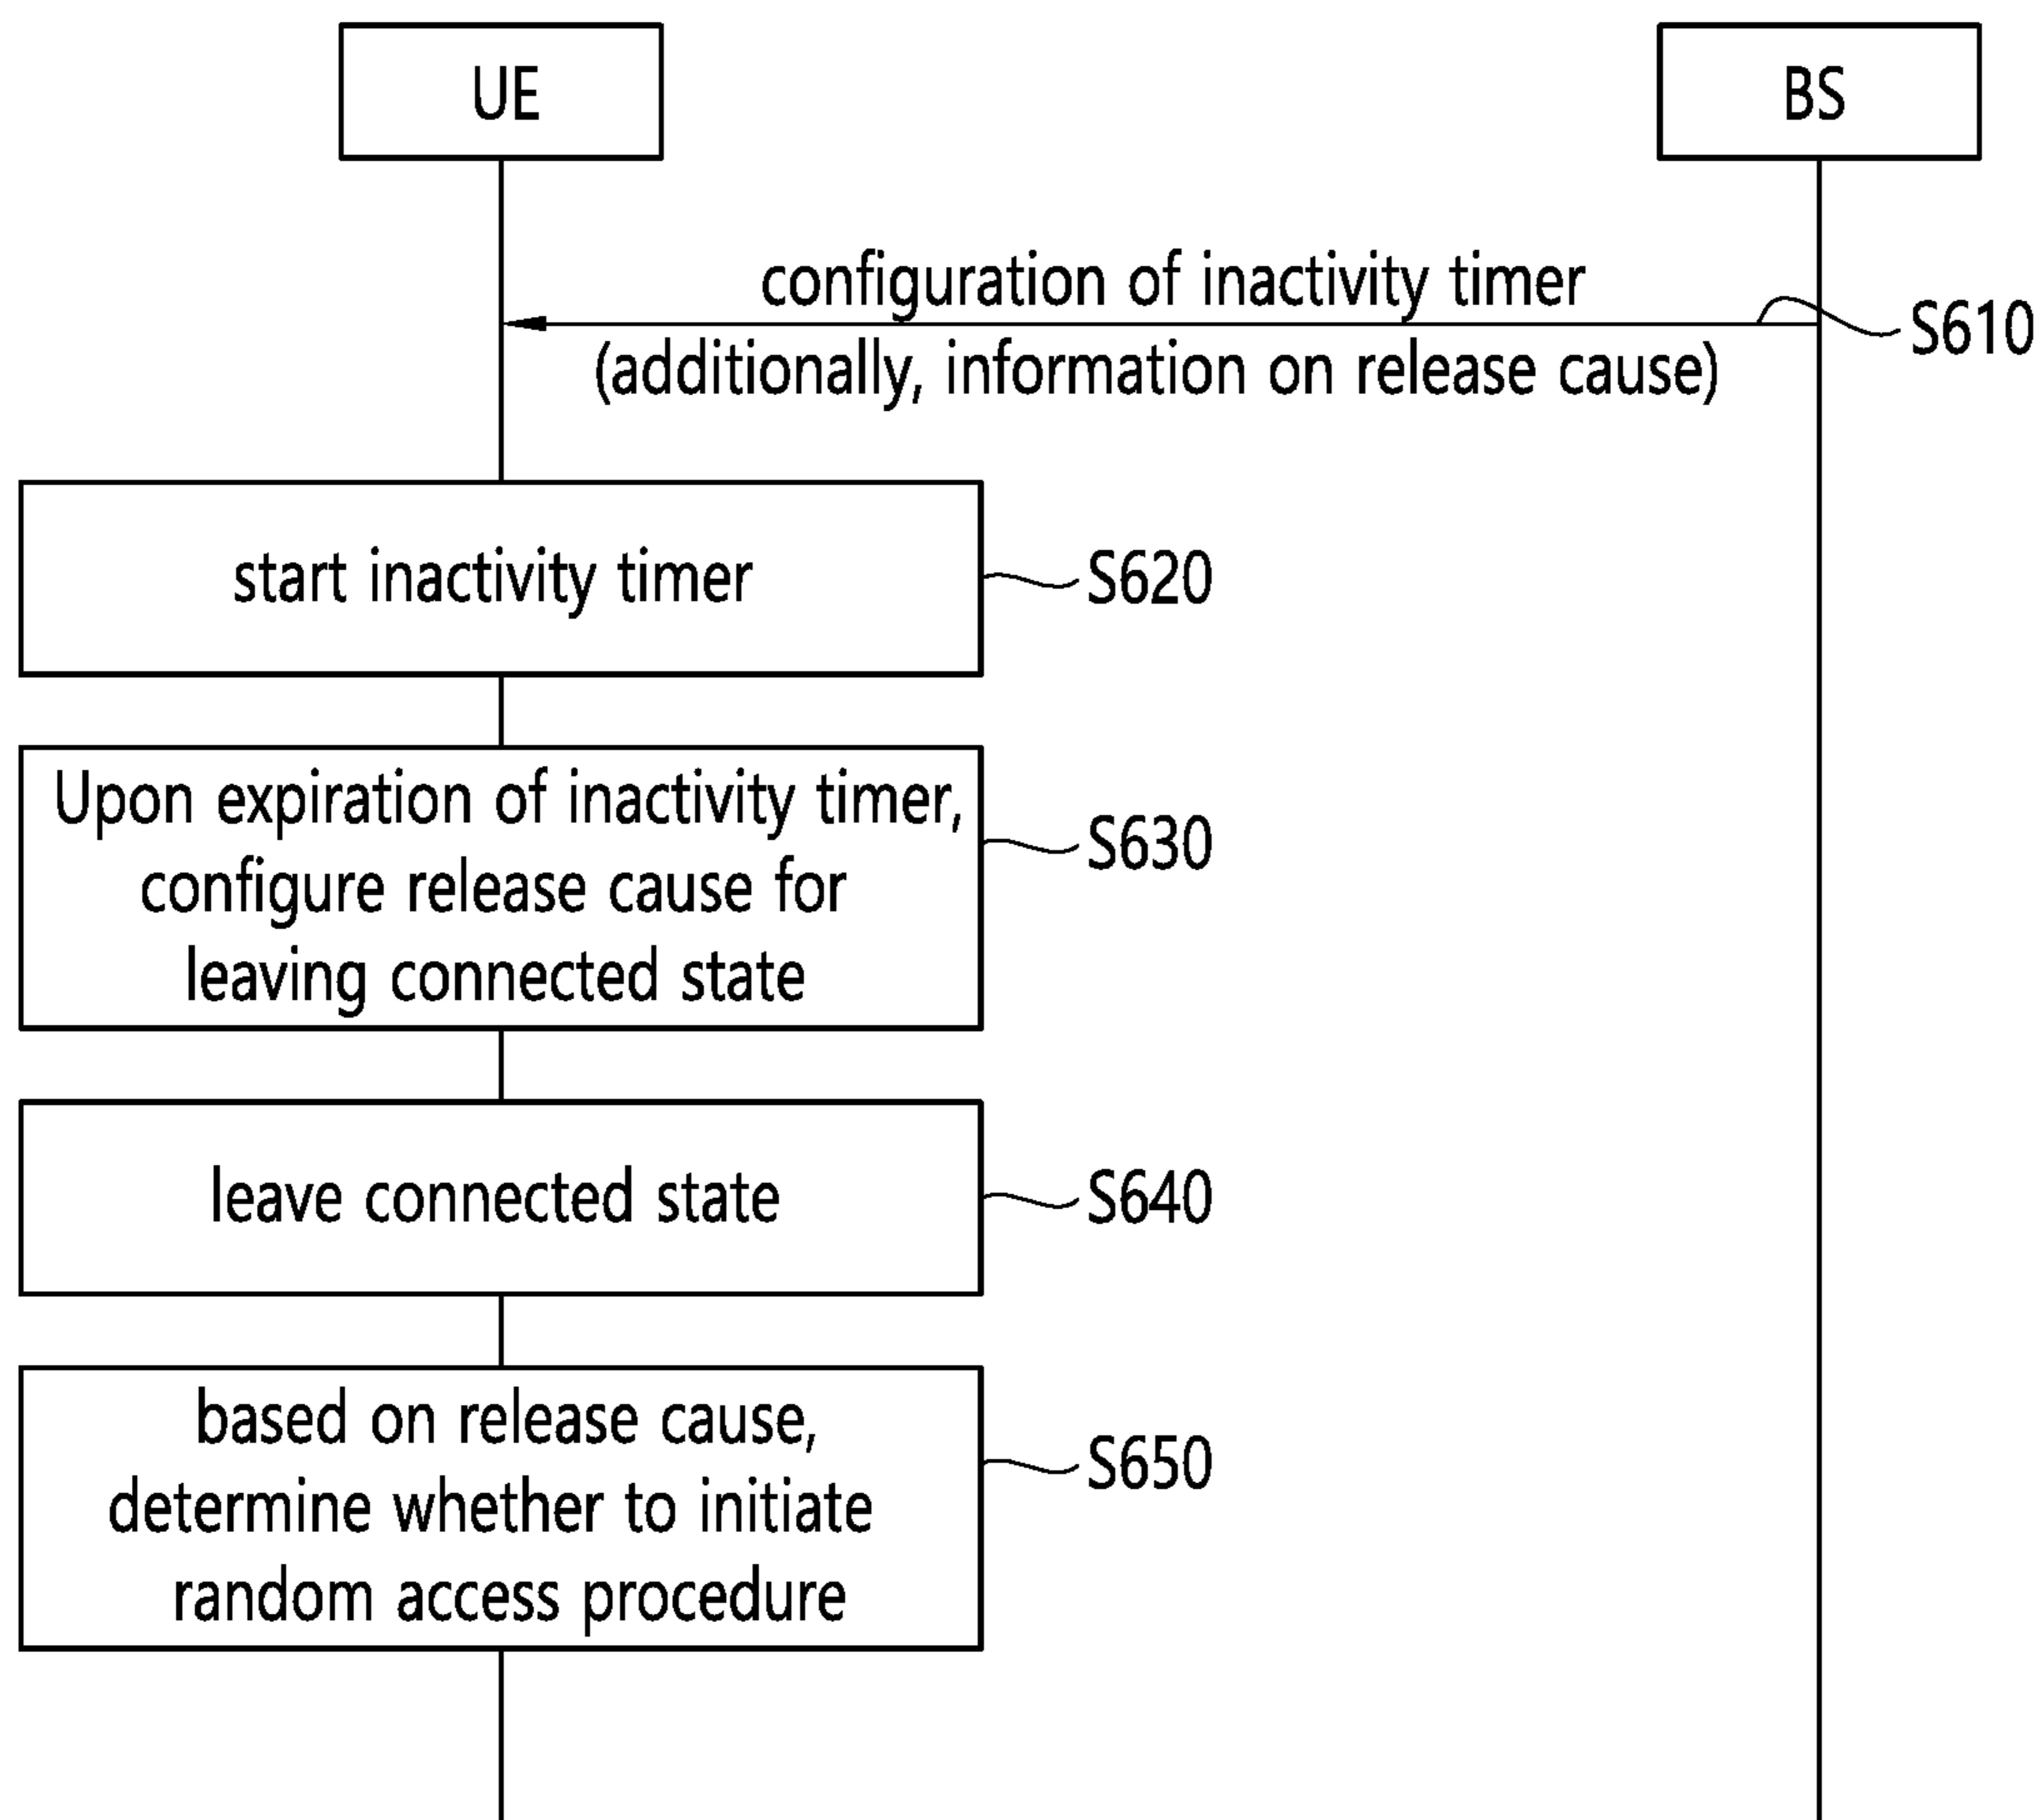 UE
BS
configuration of inactivity timer
(additionally, information on release cause)
S610
start inactivity timer
S620
Upon expiration of inactivity timer,
configure release cause for
leaving connected state
S630
leave connected state
S640
based on release cause,
determine whether to initiate
random access procedure
S650